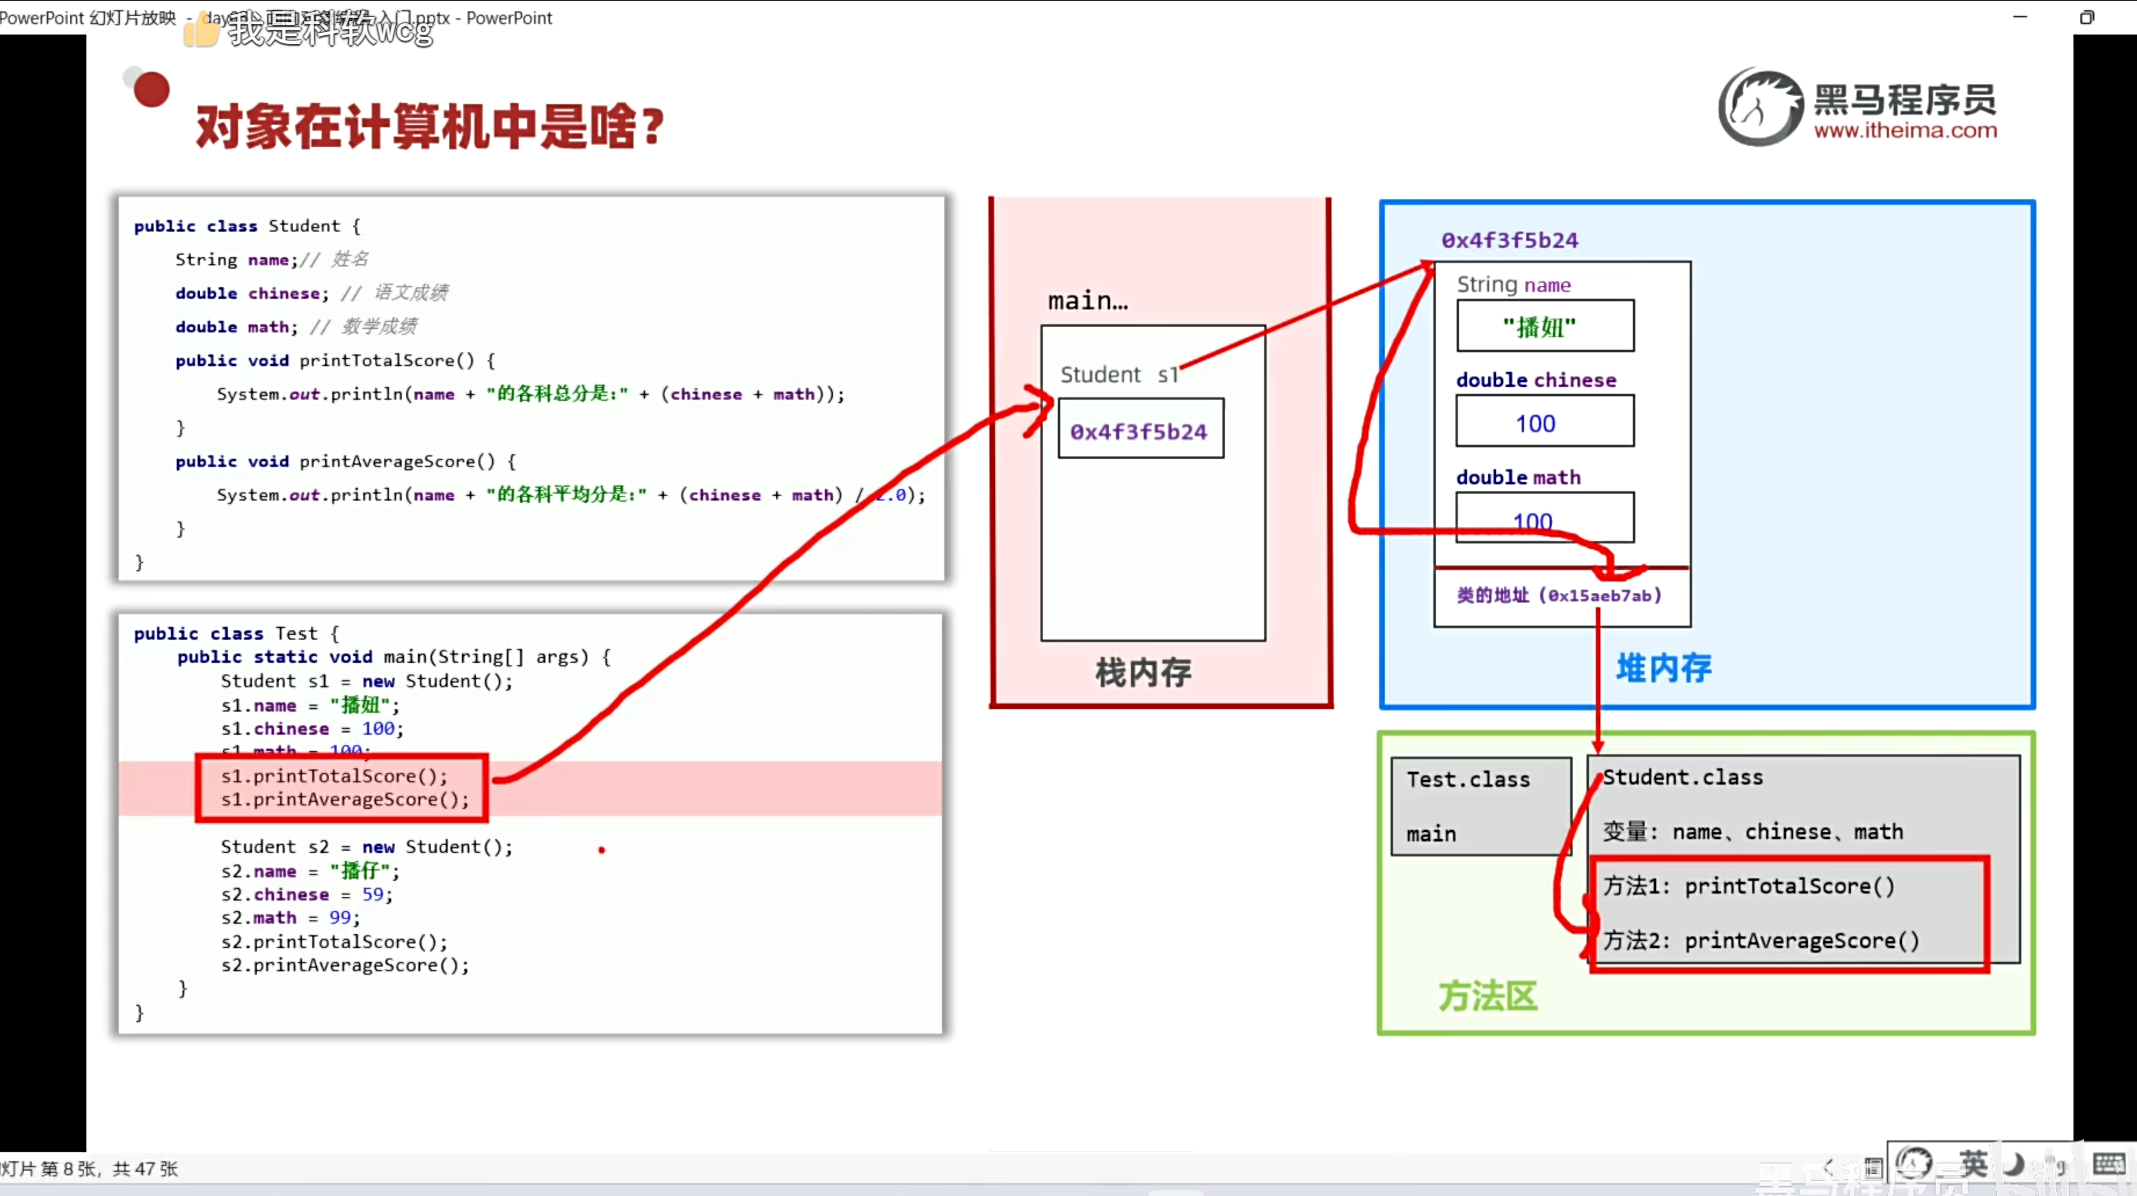 PowerPoint 幻灯片放映 - day
入门.pptx - PowerPoint
我是科软wcg
对象在计算机中是啥?
黑马程序员
www.itheima.com
public class Student {
String name;// 姓名
double chinese; // 语文成绩
double math; // 数学成绩
public void printTotalScore() {
System.out.println(name + "的各科总分是:" + (chinese + math));
}
public void printAverageScore() {
System.out.println(name + "的各科平均分是:" + (chinese + math) / 2.0);
}
}
public class Test {
public static void main(String[] args) {
Student s1 = new Student();
s1.name = "播妞";
s1.chinese = 100;
s1.math = 100;
s1.printTotalScore();
s1.printAverageScore();
Student s2 = new Student();
s2.name = "播仔";
s2.chinese = 59;
s2.math = 99;
s2.printTotalScore();
s2.printAverageScore();
}
}
main…
Student s1
0x4f3f5b24
栈内存
0x4f3f5b24
String name
"播妞"
double chinese
100
double math
100
类的地址（0x15aeb7ab）
堆内存
Test.class
main
Student.class
变量：name、chinese、math
方法1：printTotalScore()
方法2：printAverageScore()
方法区
灯片 第 8 张，共 47 张
英
黑马程序员